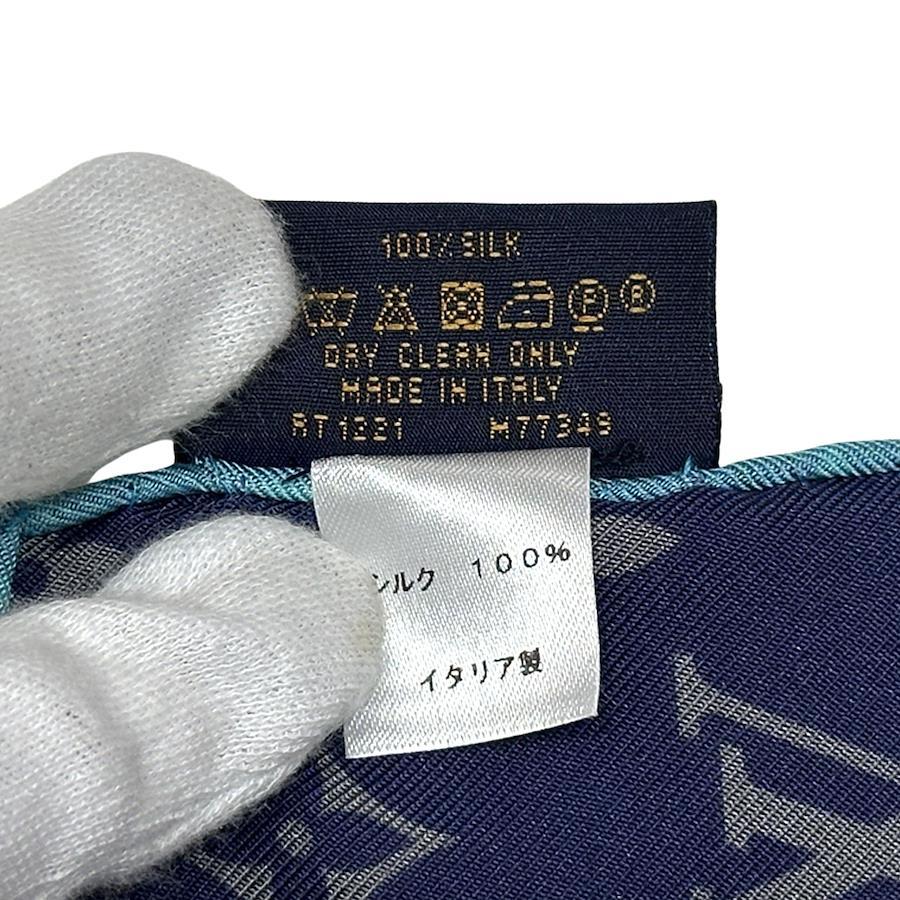 100% SILK
P R
DRY CLEAN ONLY
MADE IN ITALY
RT1221 M77349
シルク 100%
イタリア製